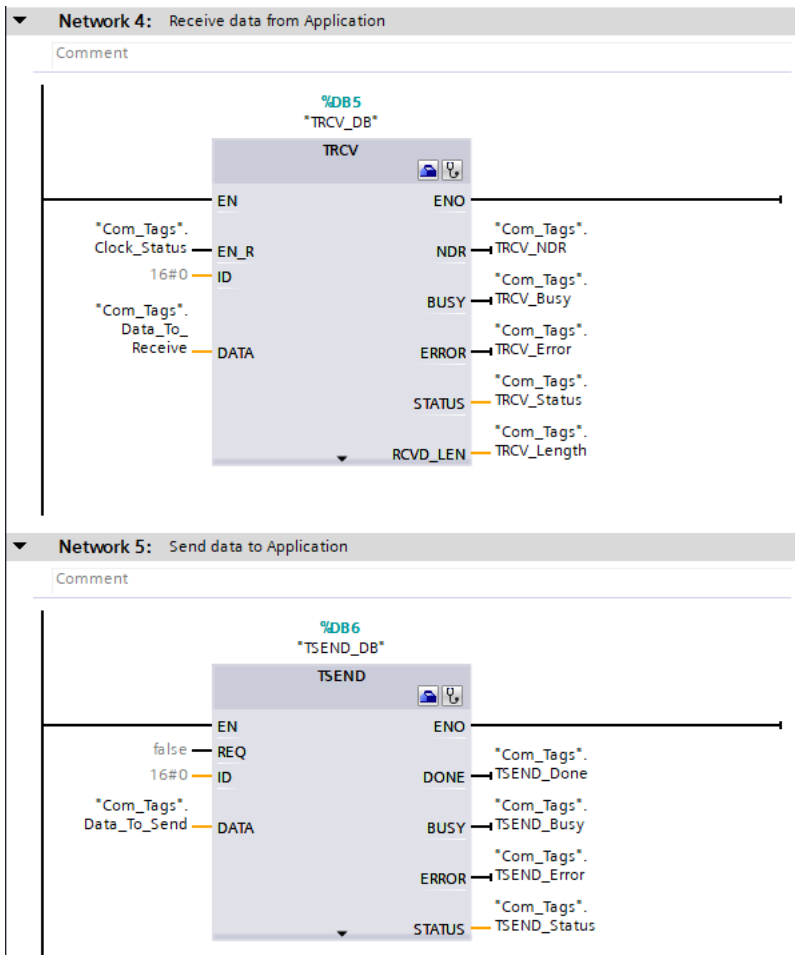 Network 4: Receive data from Application
Comment
%DB5
"TRCV_DB"
TRCV
EN
ENO
"Com_Tags".
Clock_Status
EN_R
"Com_Tags".
NDR
TRCV_NDR
16#0
ID
"Com_Tags".
BUSY
TRCV_Busy
"Com_Tags".
Data_To_
Receive
DATA
"Com_Tags".
ERROR
TRCV_Error
"Com_Tags".
STATUS
TRCV_Status
"Com_Tags".
RCVD_LEN
TRCV_Length
Network 5: Send data to Application
Comment
%DB6
"TSEND_DB"
TSEND
EN
ENO
false
REQ
16#0
ID
"Com_Tags".
DONE
TSEND_Done
"Com_Tags".
Data_To_Send
DATA
"Com_Tags".
BUSY
TSEND_Busy
"Com_Tags".
ERROR
TSEND_Error
"Com_Tags".
STATUS
TSEND_Status